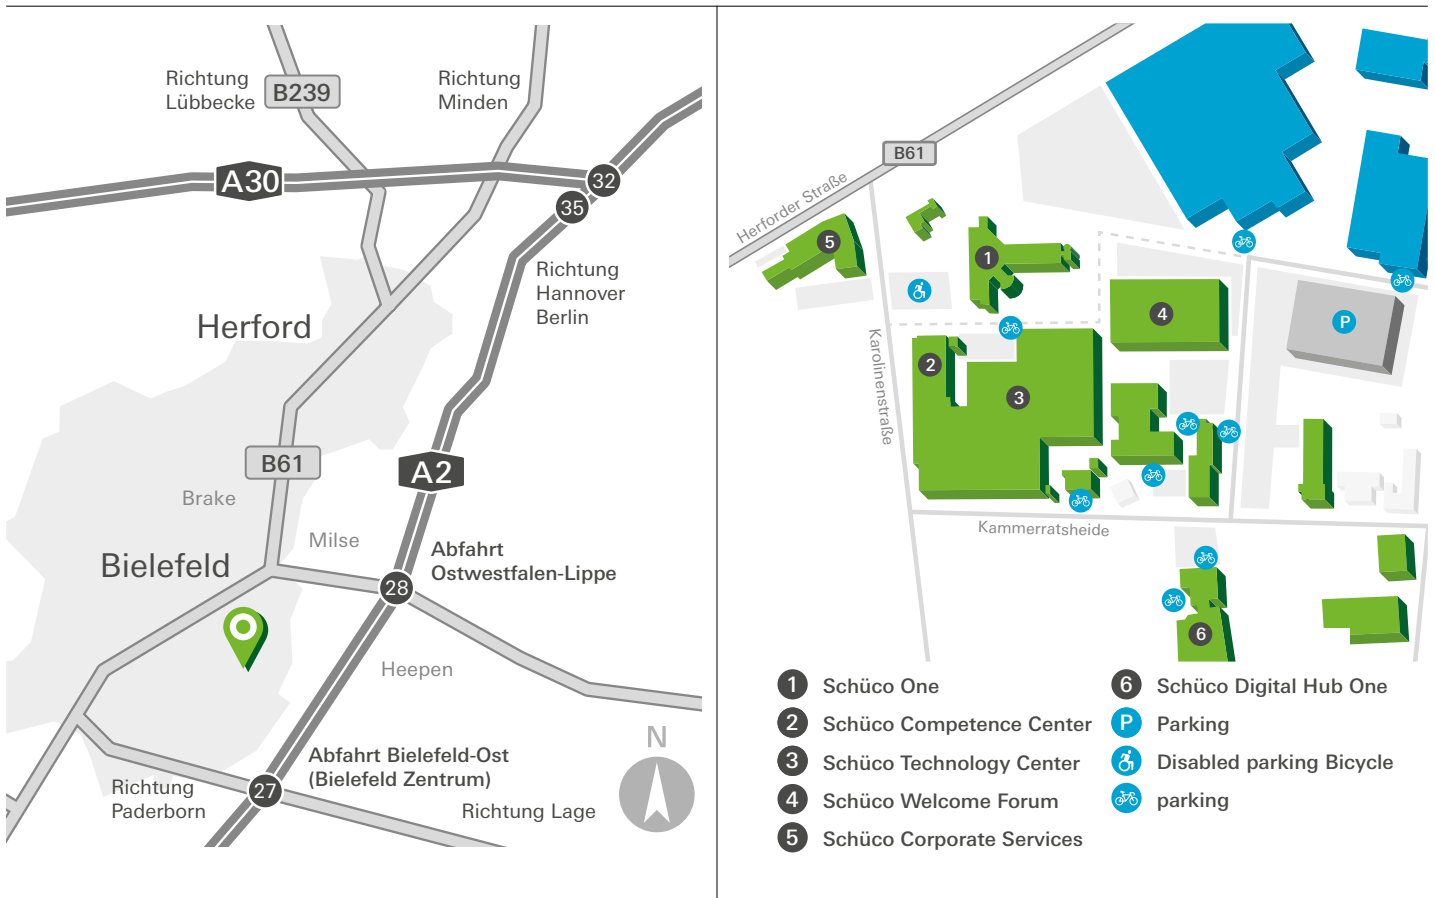 Richtung
Lübbecke
B239
Richtung
Minden
A30
32
35
Richtung
Hannover
Berlin
Herford
B61
A2
Brake
Milse
Abfahrt
Ostwestfalen-Lippe
Bielefeld
28
Heepen
N
Abfahrt Bielefeld-Ost
(Bielefeld Zentrum)
27
Richtung
Paderborn
Richtung Lage
B61
Herforder Straße
5
1
4
P
Karolinenstraße
2
3
Kammerratsheide
6
1 Schüco One
2 Schüco Competence Center
3 Schüco Technology Center
4 Schüco Welcome Forum
5 Schüco Corporate Services
6 Schüco Digital Hub One
P Parking
Disabled parking Bicycle
parking